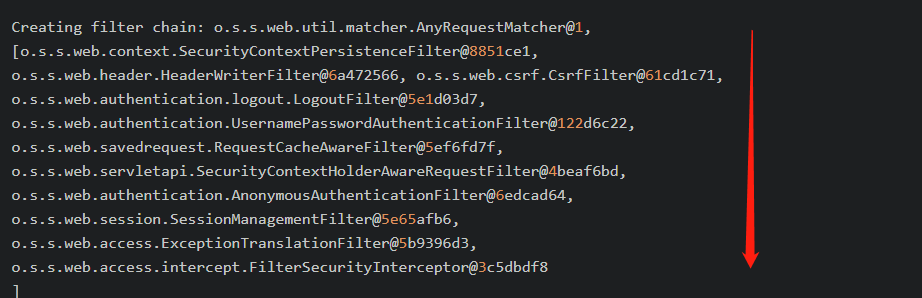 Creating filter chain: o.s.s.web.util.matcher.AnyRequestMatcher@1,
[o.s.s.web.context.SecurityContextPersistenceFilter@8851ce1,
o.s.s.web.header.HeaderWriterFilter@6a472566, o.s.s.web.csrf.CsrfFilter@61cd1c71,
o.s.s.web.authentication.logout.LogoutFilter@5e1d03d7,
o.s.s.web.authentication.UsernamePasswordAuthenticationFilter@122d6c22,
o.s.s.web.savedrequest.RequestCacheAwareFilter@5ef6fd7f,
o.s.s.web.servletapi.SecurityContextHolderAwareRequestFilter@4beaf6bd,
o.s.s.web.authentication.AnonymousAuthenticationFilter@6edcad64,
o.s.s.web.session.SessionManagementFilter@5e65afb6,
o.s.s.web.access.ExceptionTranslationFilter@5b9396d3,
o.s.s.web.access.intercept.FilterSecurityInterceptor@3c5dbdf8
]